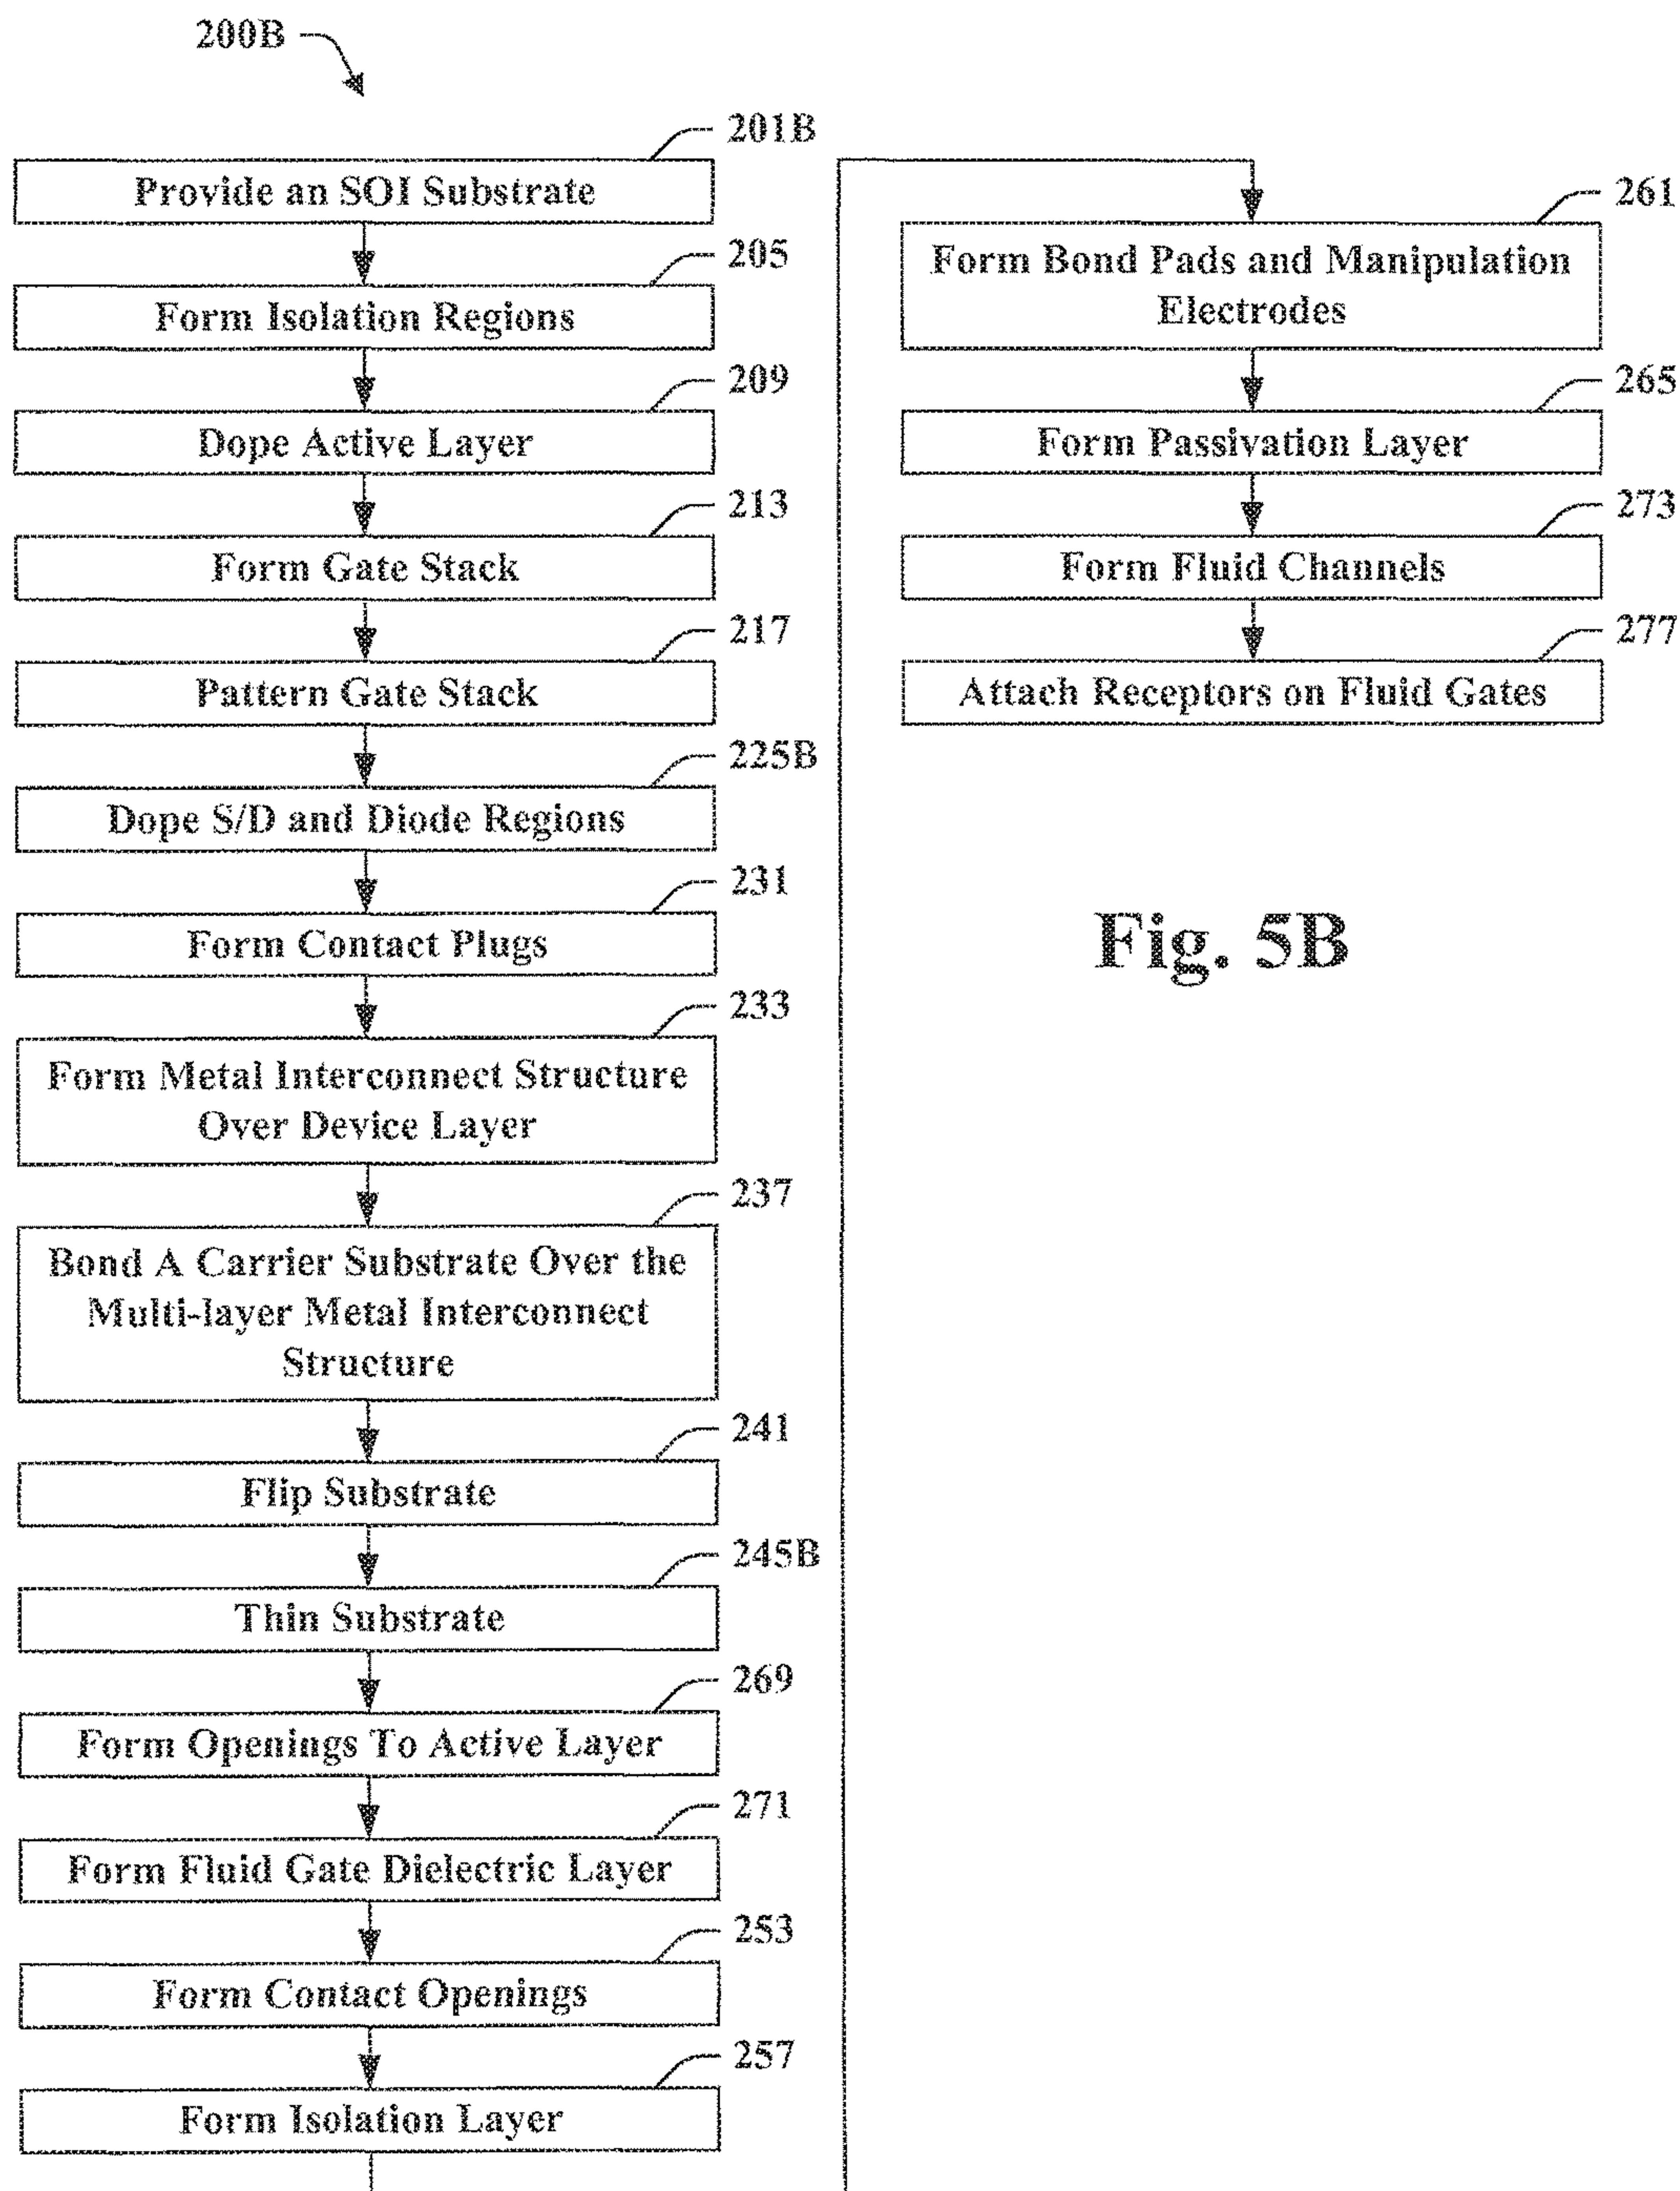 200B
201B
Provide an SOI Substrate
205
Form Isolation Regions
209
Dope Active Layer
213
Form Gate Stack
217
Pattern Gate Stack
225B
Dope S/D and Diode Regions
231
Form Contact Plugs
233
Form Metal Interconnect Structure
Over Device Layer
237
Bond A Carrier Substrate Over the
Multi-layer Metal Interconnect
Structure
241
Flip Substrate
245B
Thin Substrate
269
Form Openings To Active Layer
271
Form Fluid Gate Dielectric Layer
253
Form Contact Openings
257
Form Isolation Layer
261
Form Bond Pads and Manipulation
Electrodes
265
Form Passivation Layer
273
Form Fluid Channels
277
Attach Receptors on Fluid Gates
Fig. 5B